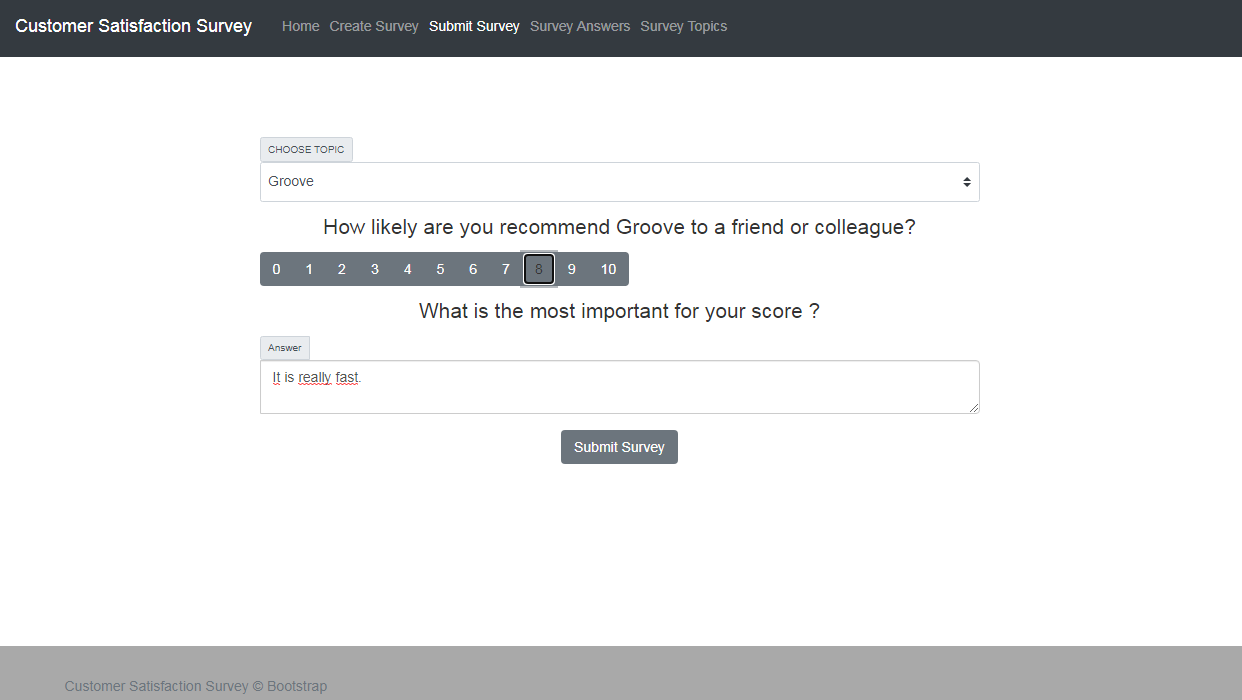 Customer Satisfaction Survey Home Create Survey Submit Survey Survey Answers Survey Topics
CHOOSE TOPIC
Groove
How likely are you recommend Groove to a friend or colleague?
0 1 2 3 4 5 6 7 8 9 10
What is the most important for your score ?
Answer
It is really fast.
Submit Survey
Customer Satisfaction Survey © Bootstrap